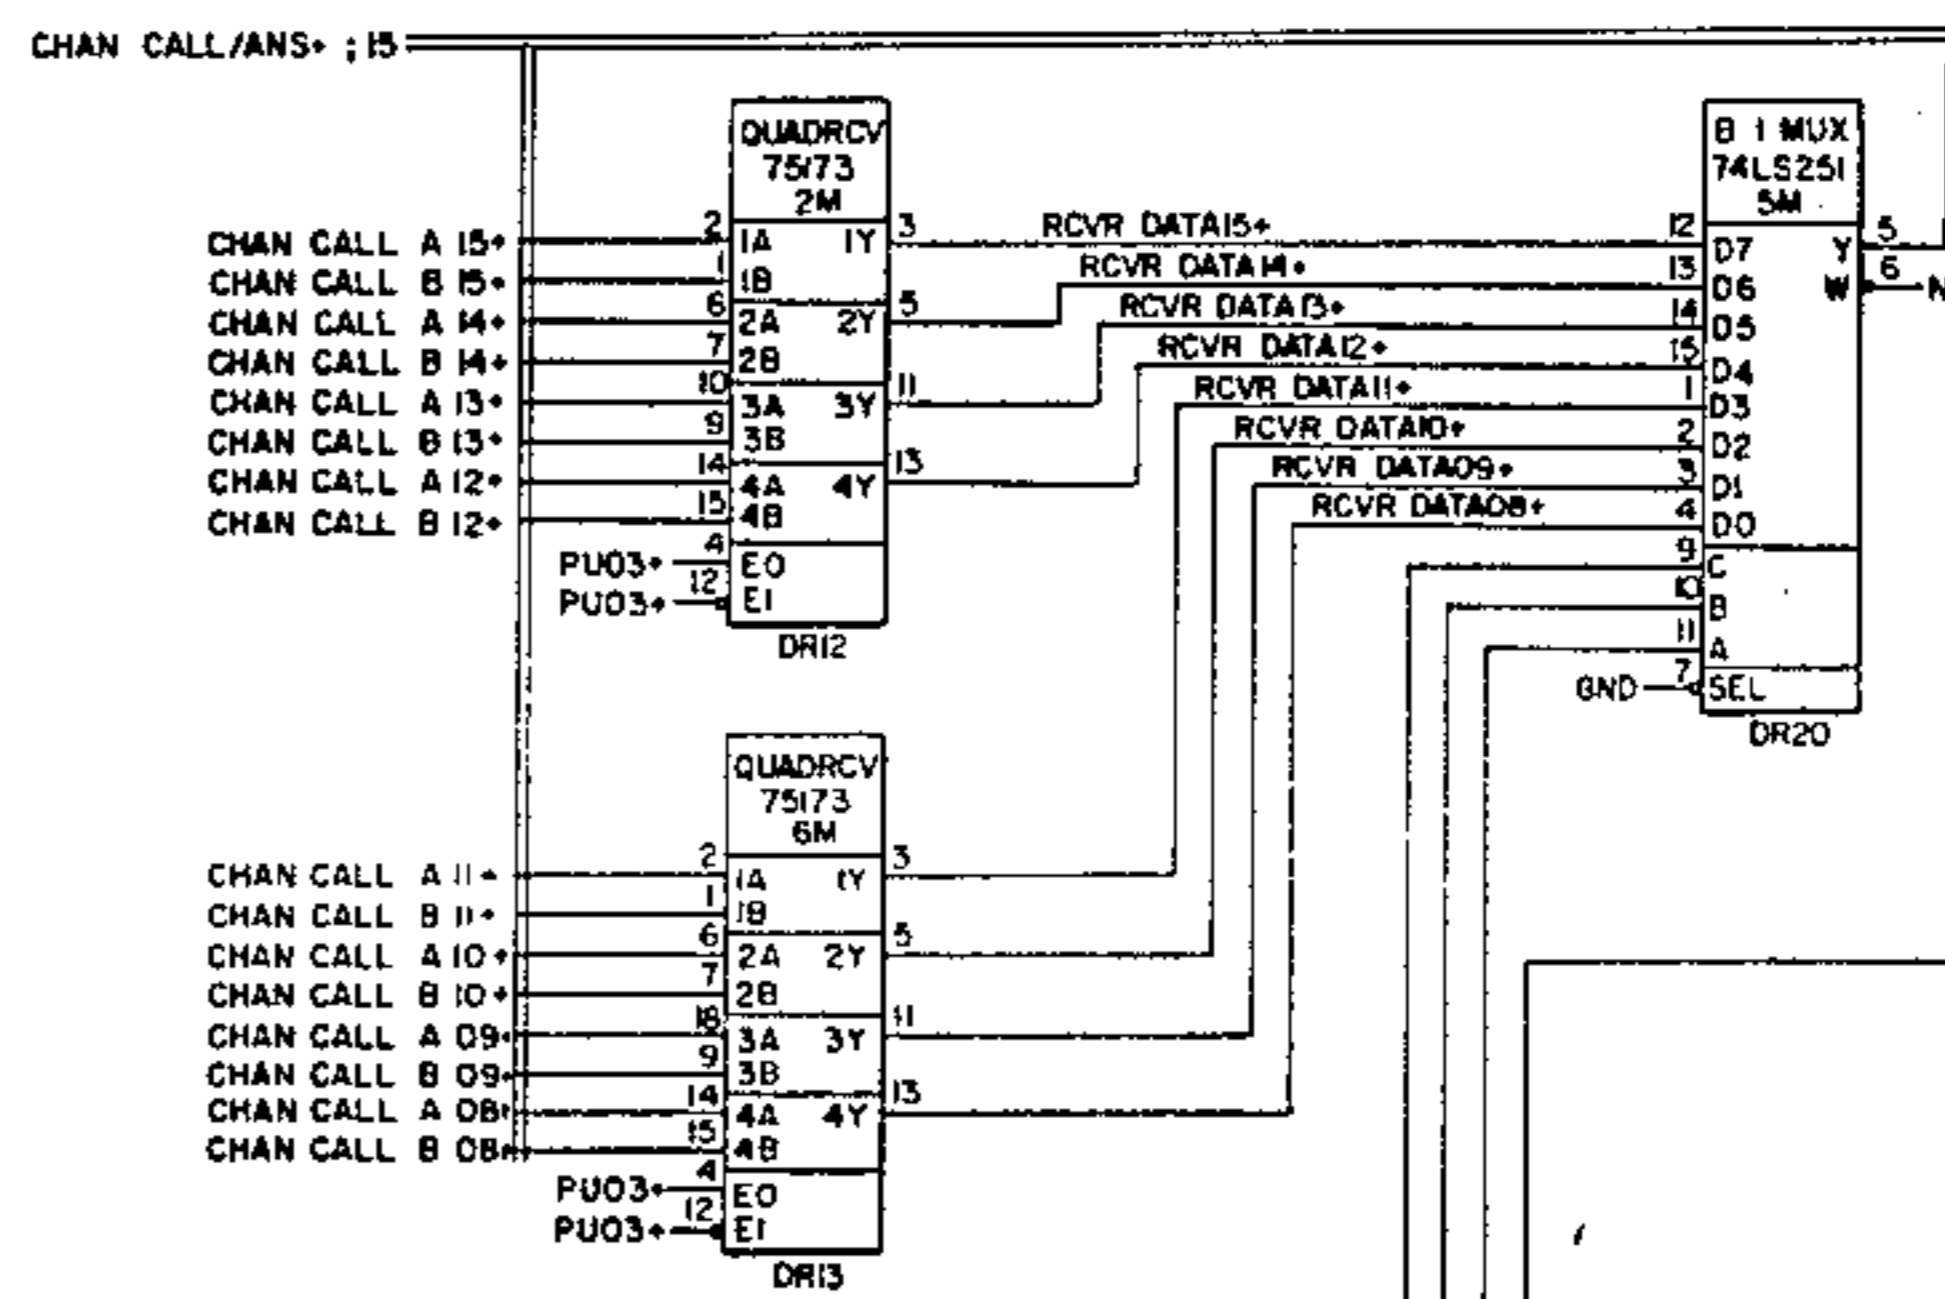 CHAN CALL/ANS+ ; 15
QUADRCV
75173
2M
CHAN CALL A 15+ 2 1A 1Y 3 RCVR DATA15+ 12 D7 Y 5
CHAN CALL B 15+ 1 1B
CHAN CALL A 14+ 6 2A 2Y 5 RCVR DATA14+ 13 D6 W 6 N
CHAN CALL B 14+ 7 2B
CHAN CALL A 13+ 10 3A 3Y 11 RCVR DATA13+ 14 D5
CHAN CALL B 13+ 9 3B
CHAN CALL A 12+ 14 4A 4Y 13 RCVR DATA12+ 15 D4
CHAN CALL B 12+ 15 4B
PU03+ 4 E0
PU03+ 12 E1
DR12
8 1 MUX
74LS251
5M
RCVR DATA11+ 1 D3
RCVR DATA10+ 2 D2
RCVR DATA09+ 3 D1
RCVR DATA08+ 4 D0
9 C
10 B
11 A
GND 7 SEL
DR20
QUADRCV
75173
6M
CHAN CALL A 11+ 2 1A 1Y 3
CHAN CALL B 11+ 1 1B
CHAN CALL A 10+ 6 2A 2Y 5
CHAN CALL B 10+ 7 2B
CHAN CALL A 09+ 3A 3Y 11
CHAN CALL B 09+ 9 3B
CHAN CALL A 08+ 14 4A 4Y 13
CHAN CALL B 08+ 15 4B
PU03+ 4 E0
PU03+ 12 E1
DR13